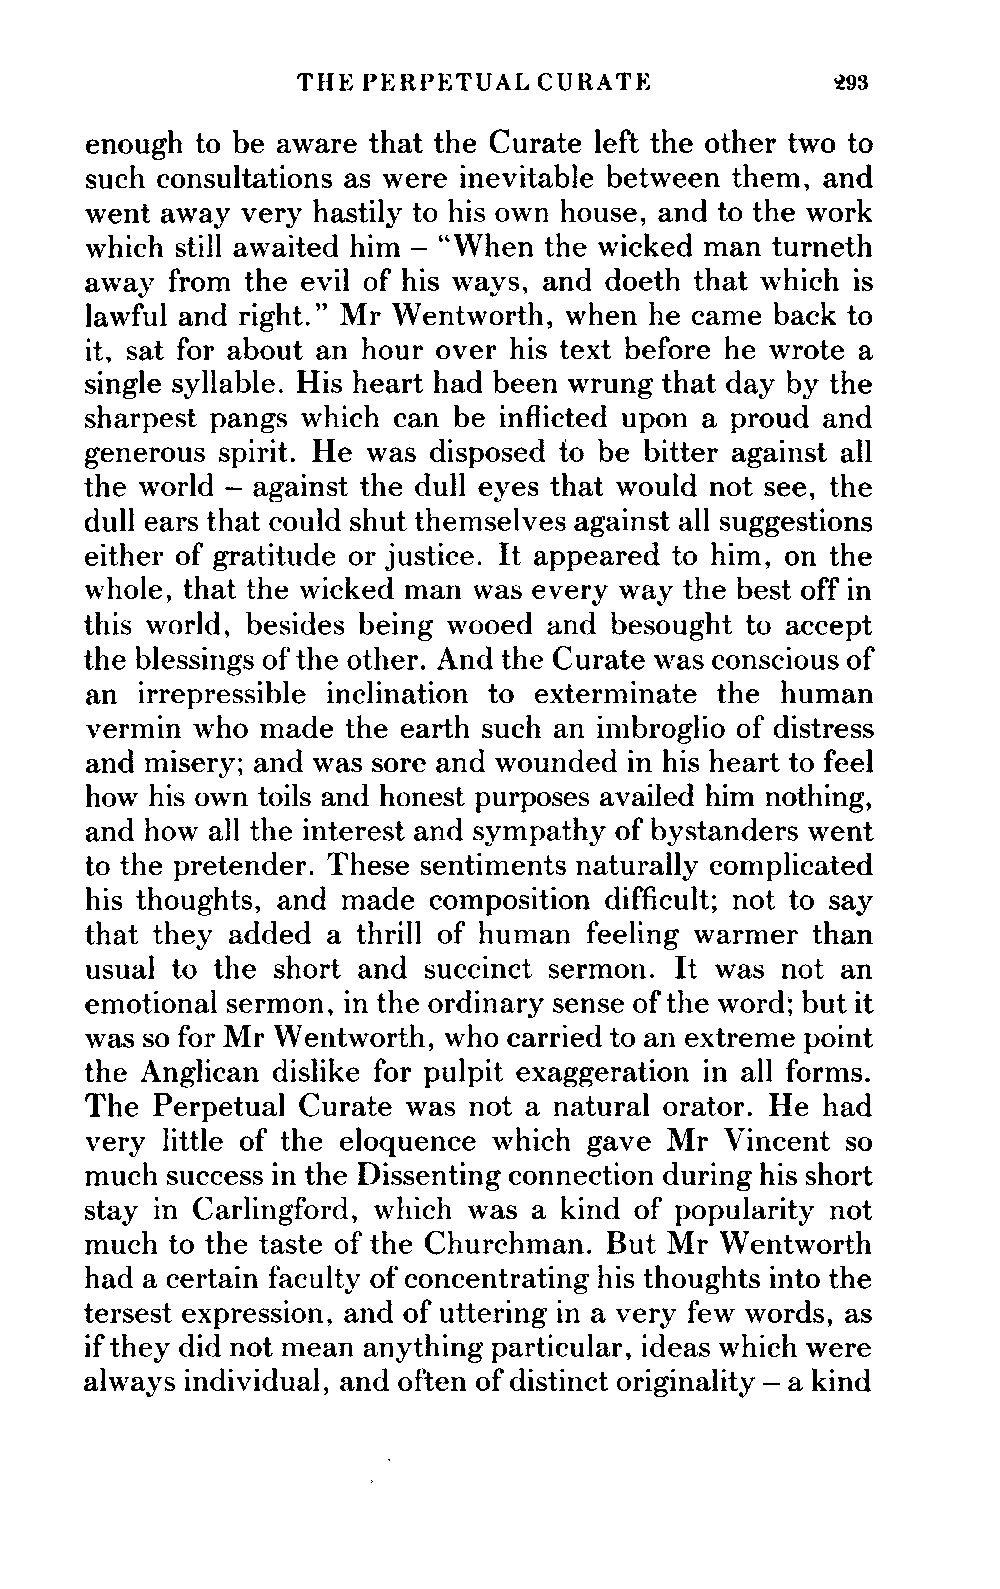 THE PERPETUAL CURATE 293
enough to be aware that the Curate left the other two to
such consultations as were inevitable between them, and
went away very hastily to his own house, and to the work
which still awaited him – “When the wicked man turneth
away from the evil of his ways, and doeth that which is
lawful and right.” Mr Wentworth, when he came back to
it, sat for about an hour over his text before he wrote a
single syllable. His heart had been wrung that day by the
sharpest pangs which can be inflicted upon a proud and
generous spirit. He was disposed to be bitter against all
the world – against the dull eyes that would not see, the
dull ears that could shut themselves against all suggestions
either of gratitude or justice. It appeared to him, on the
whole, that the wicked man was every way the best off in
this world, besides being wooed and besought to accept
the blessings of the other. And the Curate was conscious of
an irrepressible inclination to exterminate the human
vermin who made the earth such an imbroglio of distress
and misery; and was sore and wounded in his heart to feel
how his own toils and honest purposes availed him nothing,
and how all the interest and sympathy of bystanders went
to the pretender. These sentiments naturally complicated
his thoughts, and made composition difficult; not to say
that they added a thrill of human feeling warmer than
usual to the short and succinct sermon. It was not an
emotional sermon, in the ordinary sense of the word; but it
was so for Mr Wentworth, who carried to an extreme point
the Anglican dislike for pulpit exaggeration in all forms.
The Perpetual Curate was not a natural orator. He had
very little of the eloquence which gave Mr Vincent so
much success in the Dissenting connection during his short
stay in Carlingford, which was a kind of popularity not
much to the taste of the Churchman. But Mr Wentworth
had a certain faculty of concentrating his thoughts into the
tersest expression, and of uttering in a very few words, as
if they did not mean anything particular, ideas which were
always individual, and often of distinct originality – a kind